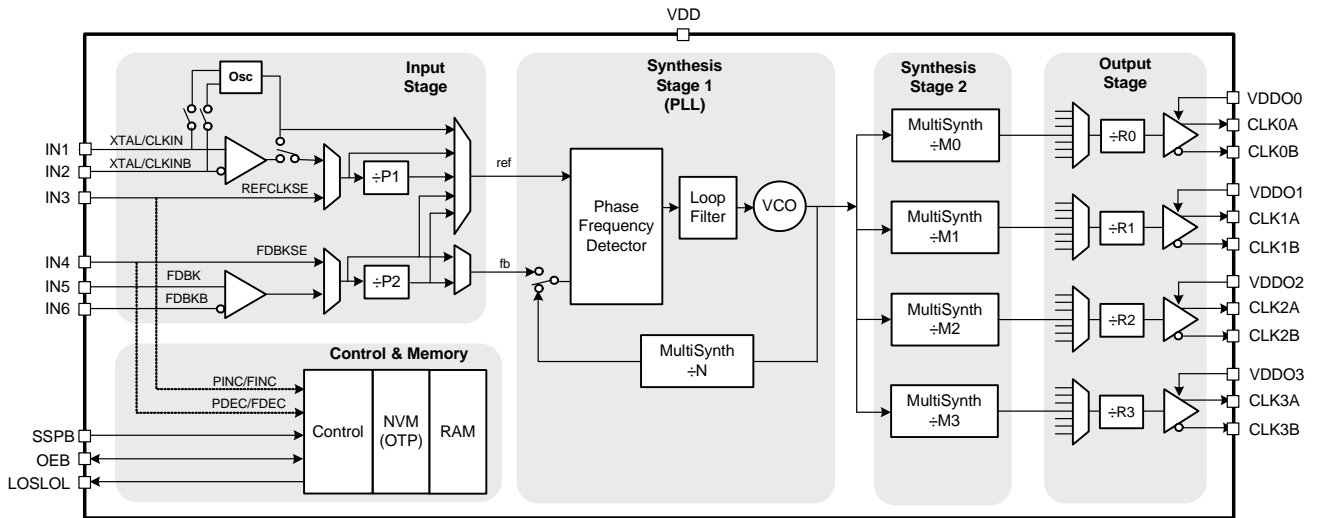 VDD
Input
Stage
Osc
IN1
XTAL/CLKIN
IN2
XTAL/CLKINB
IN3
REFCLKSE
÷P1
ref
IN4
FDBKSE
IN5
FDBK
IN6
FDBKB
÷P2
fb
Synthesis
Stage 1
(PLL)
Phase
Frequency
Detector
Loop
Filter
VCO
MultiSynth
÷N
Synthesis
Stage 2
MultiSynth
÷M0
MultiSynth
÷M1
MultiSynth
÷M2
MultiSynth
÷M3
Output
Stage
÷R0
VDDO0
CLK0A
CLK0B
÷R1
VDDO1
CLK1A
CLK1B
÷R2
VDDO2
CLK2A
CLK2B
÷R3
VDDO3
CLK3A
CLK3B
Control & Memory
PINC/FINC
PDEC/FDEC
SSPB
OEB
LOSLOL
Control
NVM
(OTP)
RAM